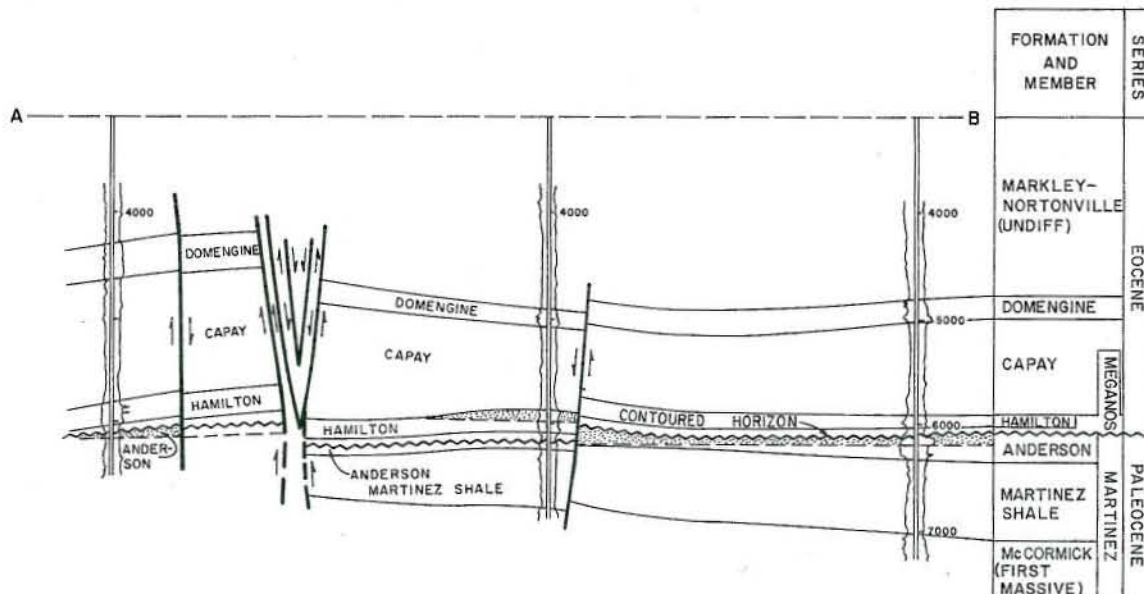 FORMATION
AND
MEMBER
SERIES
A
B
4000
4000
4000
MARKLEY-
NORTONVILLE
(UNDIFF)
EOCENE
DOMENGINE
DOMENGINE
DOMENGINE
5000
CAPAY
CAPAY
CAPAY
MEGANOS
HAMILTON
HAMILTON
CONTOURED HORIZON
HAMILTON
6000
ANDER-
SON
ANDERSON
MARTINEZ SHALE
ANDERSON
MARTINEZ
SHALE
MARTINEZ
PALEOCENE
7000
McCORMICK
(FIRST
MASSIVE)